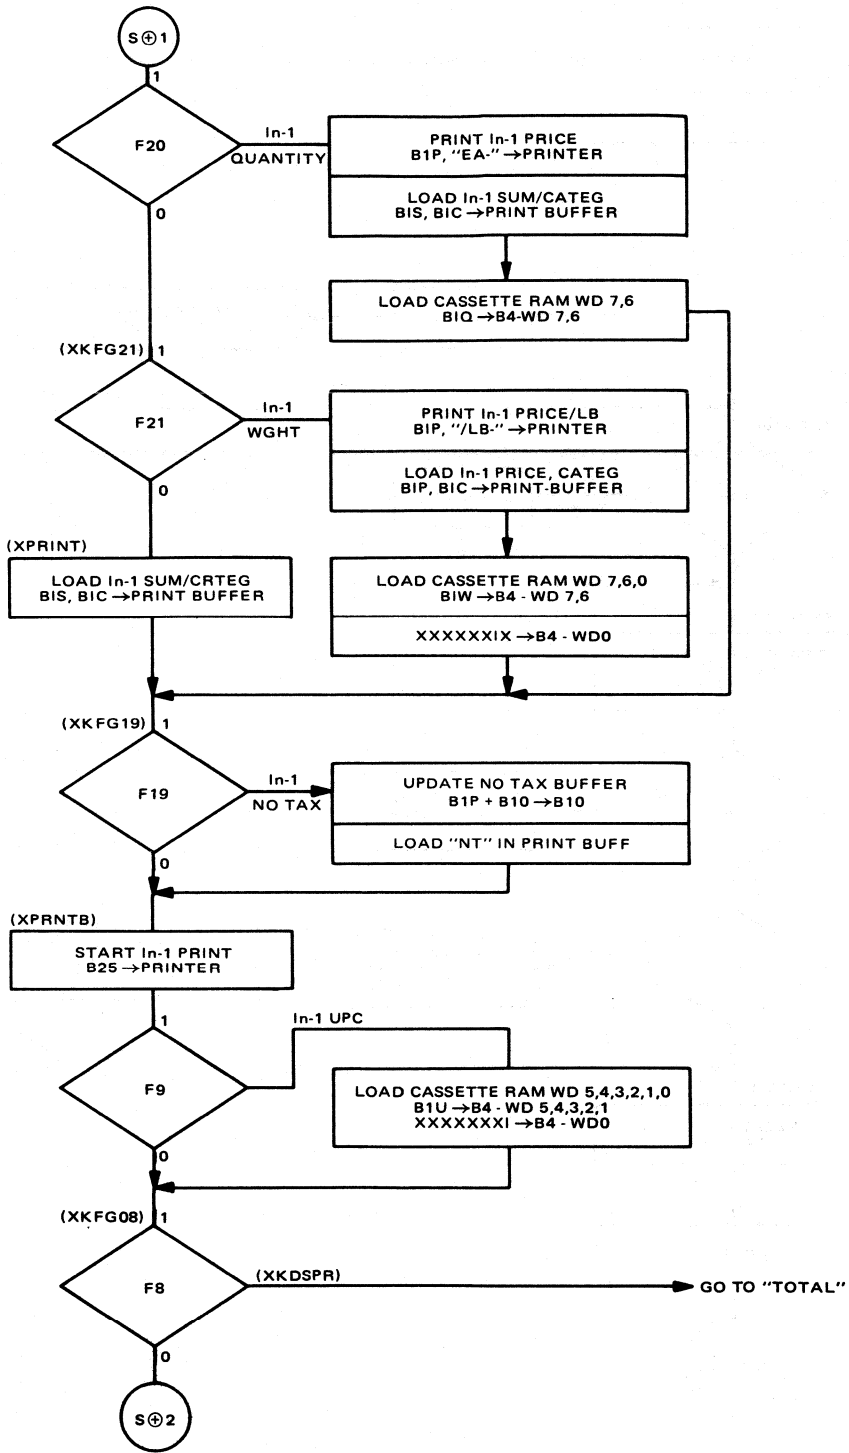 S⊕1
1
F20
In-1
QUANTITY
0
PRINT In-1 PRICE
B1P, "EA-" →PRINTER
LOAD In-1 SUM/CATEG
BIS, BIC →PRINT BUFFER
LOAD CASSETTE RAM WD 7,6
BIQ →B4-WD 7,6
(XKFG21) 1
F21
In-1
WGHT
0
PRINT In-1 PRICE/LB
BIP, "/LB-" →PRINTER
LOAD In-1 PRICE, CATEG
BIP, BIC →PRINT-BUFFER
(XPRINT)
LOAD In-1 SUM/CRTEG
BIS, BIC →PRINT BUFFER
LOAD CASSETTE RAM WD 7,6,0
BIW →B4 - WD 7,6
XXXXXXIX →B4 - WD0
(XKFG19) 1
F19
In-1
NO TAX
0
UPDATE NO TAX BUFFER
B1P + B10 →B10
LOAD "NT" IN PRINT BUFF
(XPRNTB)
START In-1 PRINT
B25 →PRINTER
1
In-1 UPC
F9
0
LOAD CASSETTE RAM WD 5,4,3,2,1,0
B1U →B4 - WD 5,4,3,2,1
XXXXXXXI →B4 - WD0
(XKFG08) 1
F8
(XKDSPR)
GO TO "TOTAL"
0
S⊕2